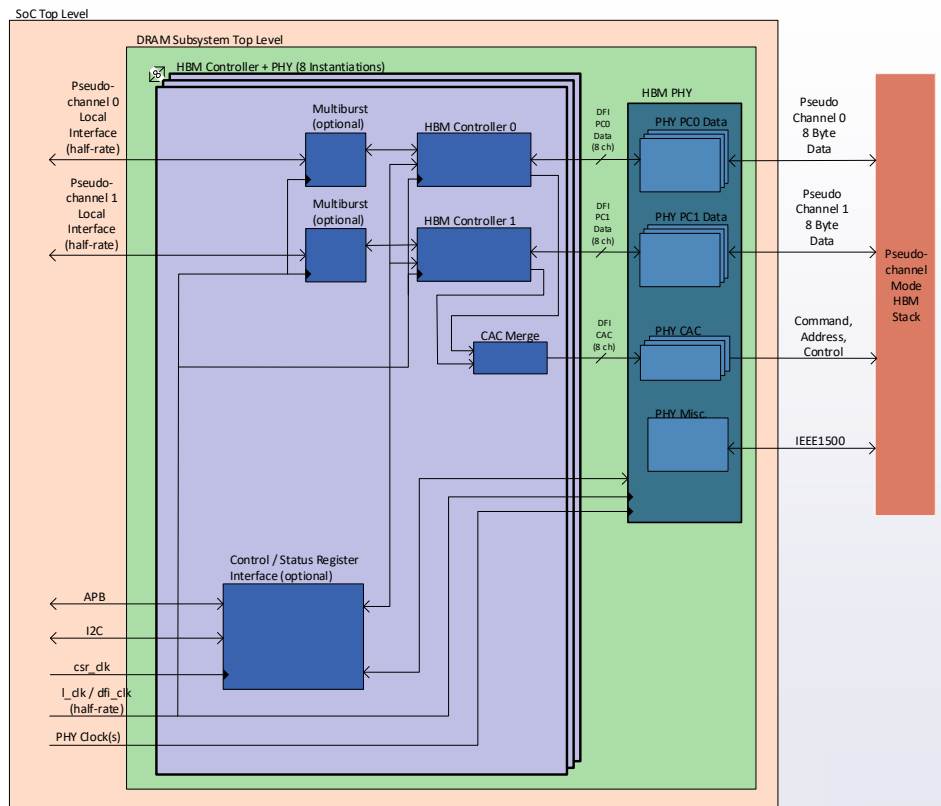 SoC Top Level
DRAM Subsystem Top Level
HBM Controller + PHY (8 Instantiations)
Pseudo-
channel 0
Local
Interface
(half-rate)
Multiburst
(optional)
HBM Controller 0
DFI
PC0
Data
(8 ch)
HBM PHY
PHY PC0 Data
Pseudo
Channel 0
8 Byte
Data
Pseudo-
channel 1
Local
Interface
(half-rate)
Multiburst
(optional)
HBM Controller 1
DFI
PC1
Data
(8 ch)
PHY PC1 Data
Pseudo
Channel 1
8 Byte
Data
Pseudo-
channel
Mode
HBM
Stack
CAC Merge
DFI
CAC
(8 ch)
PHY CAC
Command,
Address,
Control
PHY Misc.
IEEE1500
Control / Status Register
Interface (optional)
APB
I2C
csr_clk
l_clk / dfi_clk
(half-rate)
PHY Clock(s)